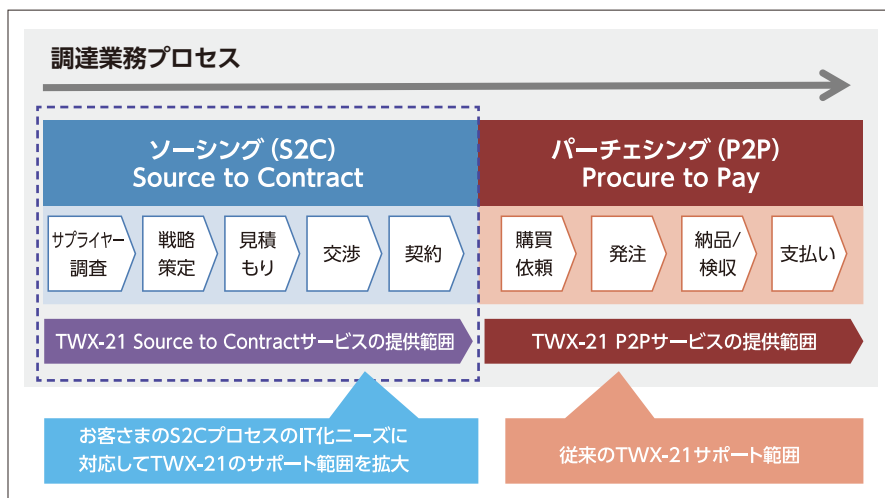 調達業務プロセス
ソーシング（S2C）
Source to Contract
パーチェシング（P2P）
Procure to Pay
サプライヤー
調査
戦略
策定
見積
もり
交渉
契約
購買
依頼
発注
納品/
検収
支払い
TWX-21 Source to Contractサービスの提供範囲
TWX-21 P2Pサービスの提供範囲
お客さまのS2CプロセスのIT化ニーズに
対応してTWX-21のサポート範囲を拡大
従来のTWX-21サポート範囲